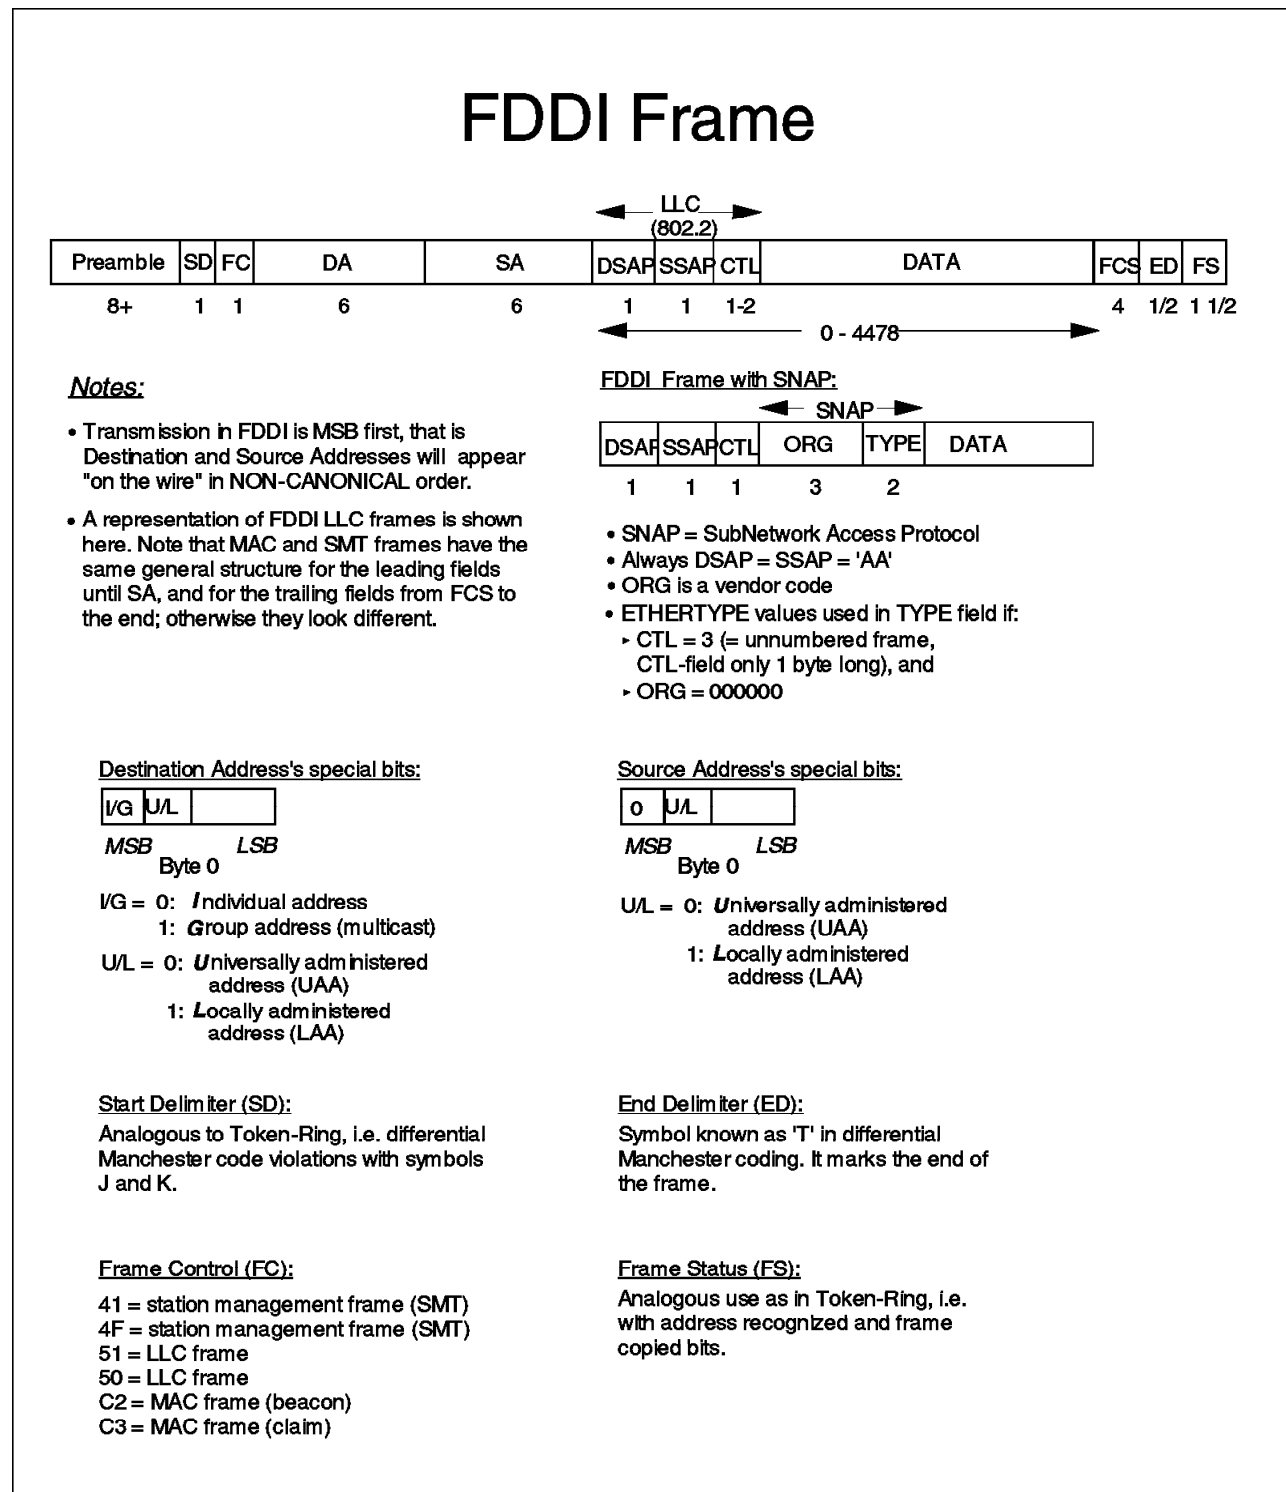 FDDI Frame
LLC
(802.2)
Preamble SD FC DA SA DSAP SSAP CTL DATA FCS ED FS
8+ 1 1 6 6 1 1 1-2 4 1/2 1 1/2
0 - 4478
Notes:
• Transmission in FDDI is MSB first, that is
Destination and Source Addresses will appear
"on the wire" in NON-CANONICAL order.
• A representation of FDDI LLC frames is shown
here. Note that MAC and SMT frames have the
same general structure for the leading fields
until SA, and for the trailing fields from FCS to
the end; otherwise they look different.
FDDI Frame with SNAP:
SNAP
DSAP SSAP CTL ORG TYPE DATA
1 1 1 3 2
• SNAP = SubNetwork Access Protocol
• Always DSAP = SSAP = 'AA'
• ORG is a vendor code
• ETHERTYPE values used in TYPE field if:
▸ CTL = 3 (= unnumbered frame,
CTL-field only 1 byte long), and
▸ ORG = 000000
Destination Address's special bits:
I/G U/L
MSB LSB
Byte 0
I/G = 0: Individual address
1: Group address (multicast)
U/L = 0: Universally administered
address (UAA)
1: Locally administered
address (LAA)
Source Address's special bits:
0 U/L
MSB LSB
Byte 0
U/L = 0: Universally administered
address (UAA)
1: Locally administered
address (LAA)
Start Delimiter (SD):
Analogous to Token-Ring, i.e. differential
Manchester code violations with symbols
J and K.
End Delimiter (ED):
Symbol known as 'T' in differential
Manchester coding. It marks the end of
the frame.
Frame Control (FC):
41 = station management frame (SMT)
4F = station management frame (SMT)
51 = LLC frame
50 = LLC frame
C2 = MAC frame (beacon)
C3 = MAC frame (claim)
Frame Status (FS):
Analogous use as in Token-Ring, i.e.
with address recognized and frame
copied bits.